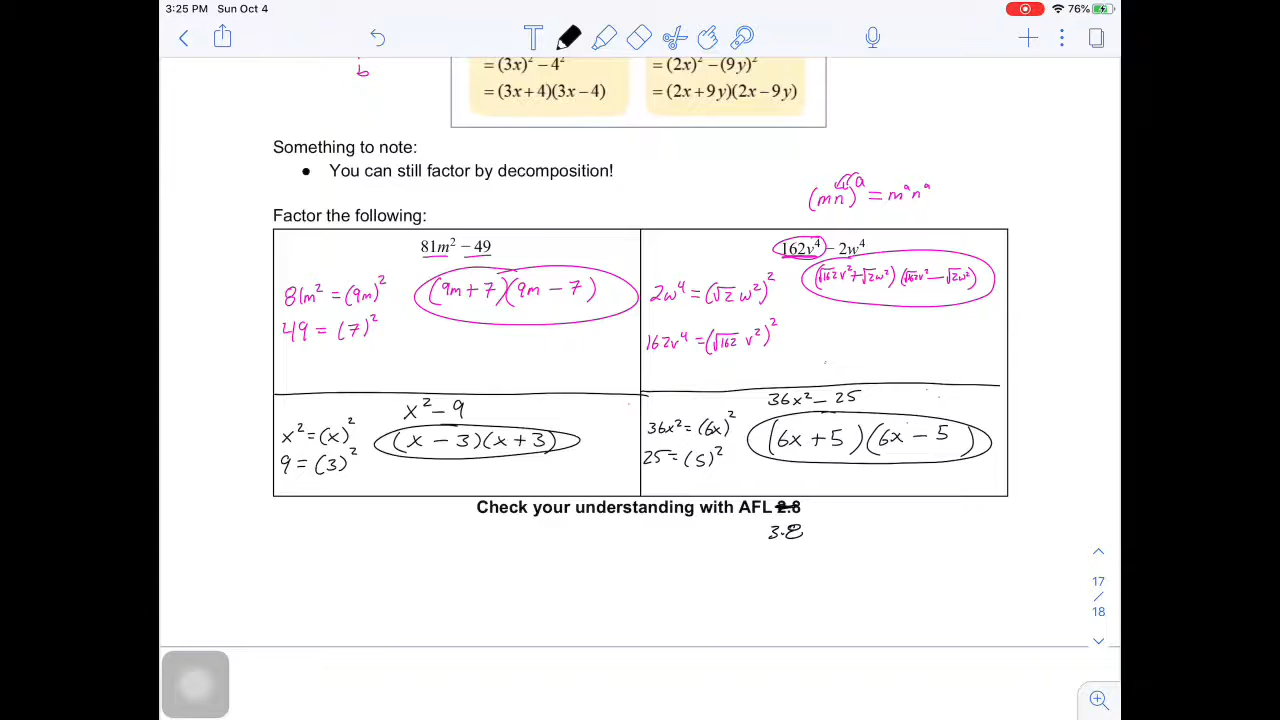 3:25 PM Sun Oct 4
76%
T
b
= (3x)² − 4²
= (3x + 4)(3x − 4)
= (2x)² − (9y)²
= (2x + 9y)(2x − 9y)
Something to note:
● You can still factor by decomposition!
(mn)ᵃ = mᵃnᵃ
Factor the following:
81m² − 49
81m² = (9m)²
(9m + 7)(9m − 7)
49 = (7)²
162v⁴ − 2w⁴
(√162 v² + √2 w²)(√162 v² − √2 w²)
2w⁴ = (√2 w²)²
162v⁴ = (√162 v²)²
x² − 9
x² = (x)²
(x − 3)(x + 3)
9 = (3)²
36x² − 25
36x² = (6x)²
(6x + 5)(6x − 5)
25 = (5)²
Check your understanding with AFL 2.8
3.8
17
/
18